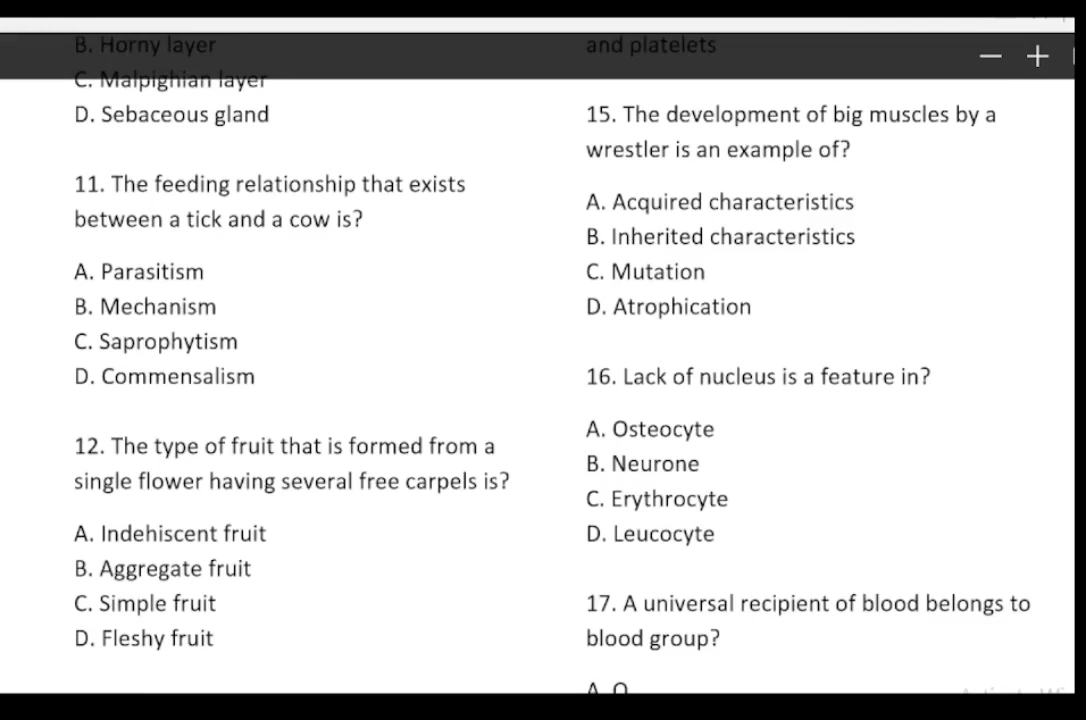 B. Horny layer
C. Malpighian layer
D. Sebaceous gland
11. The feeding relationship that exists
between a tick and a cow is?
A. Parasitism
B. Mechanism
C. Saprophytism
D. Commensalism
12. The type of fruit that is formed from a
single flower having several free carpels is?
A. Indehiscent fruit
B. Aggregate fruit
C. Simple fruit
D. Fleshy fruit
and platelets
15. The development of big muscles by a
wrestler is an example of?
A. Acquired characteristics
B. Inherited characteristics
C. Mutation
D. Atrophication
16. Lack of nucleus is a feature in?
A. Osteocyte
B. Neurone
C. Erythrocyte
D. Leucocyte
17. A universal recipient of blood belongs to
blood group?
A. O